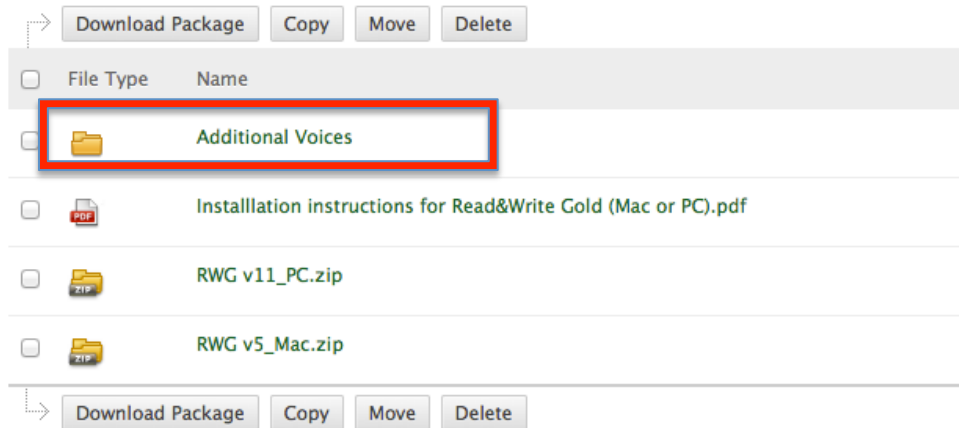 Download Package Copy Move Delete
File Type Name
Additional Voices
PDF Installlation instructions for Read&Write Gold (Mac or PC).pdf
ZIP RWG v11_PC.zip
ZIP RWG v5_Mac.zip
Download Package Copy Move Delete